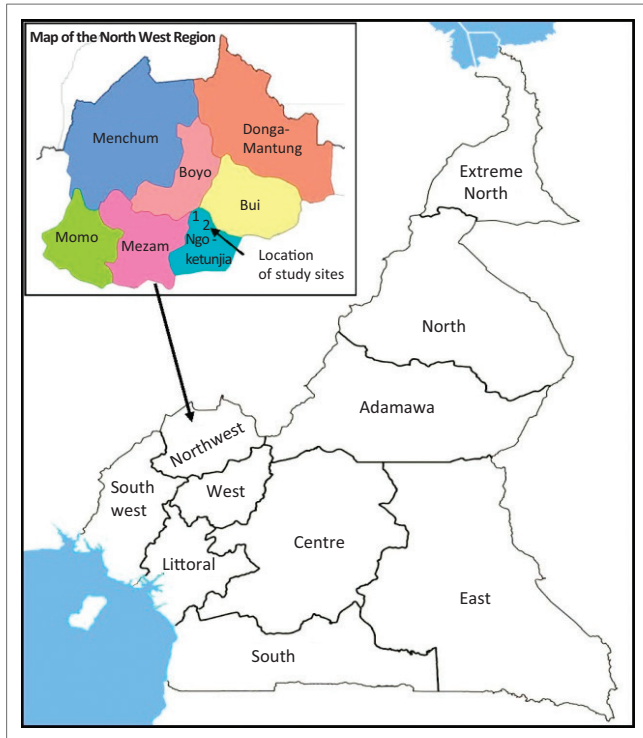 Map of the North West Region
Menchum
Donga-
Mantung
Boyo
Bui
Momo
Mezam
1
2
Ngo -
ketunjia
Location
of study sites
Extreme
North
North
Adamawa
Northwest
West
South
west
Littoral
Centre
East
South